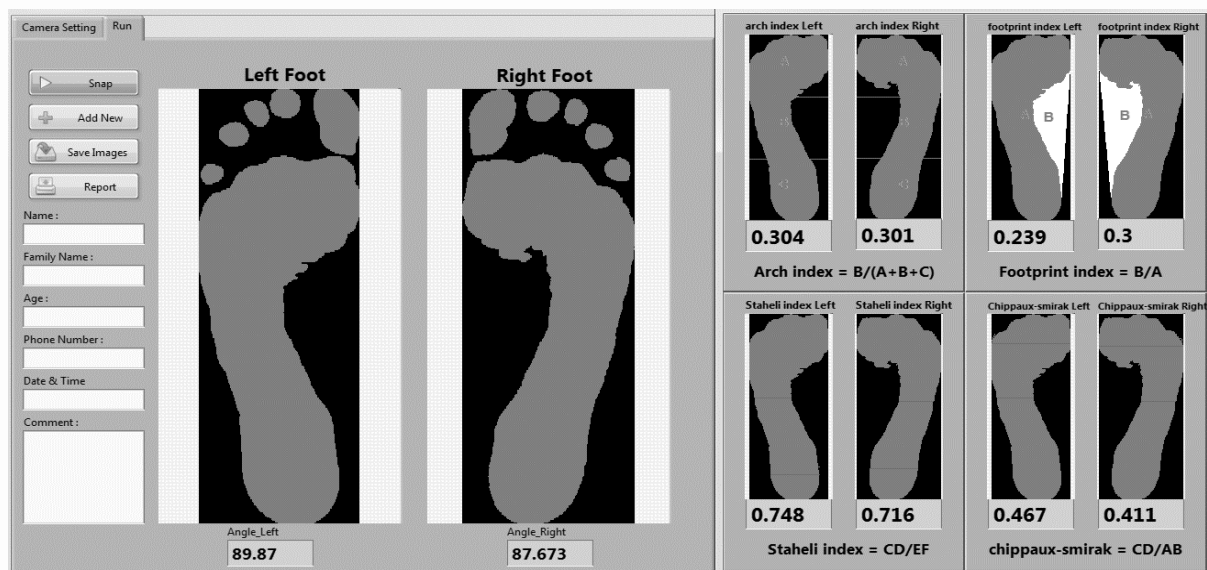 Camera Setting
Run
Snap
Add New
Save Images
Report
Name :
Family Name :
Age :
Phone Number :
Date & Time
Comment :
Left Foot
Right Foot
Angle_Left
89.87
Angle_Right
87.673
arch index Left
arch index Right
A
A
B
B
C
C
0.304
0.301
Arch index = B/(A+B+C)
footprint index Left
footprint index Right
A
B
B
A
0.239
0.3
Footprint index = B/A
Staheli index Left
Staheli index Right
0.748
0.716
Staheli index = CD/EF
Chippaux-smirak Left
Chippaux-smirak Right
0.467
0.411
chippaux-smirak = CD/AB